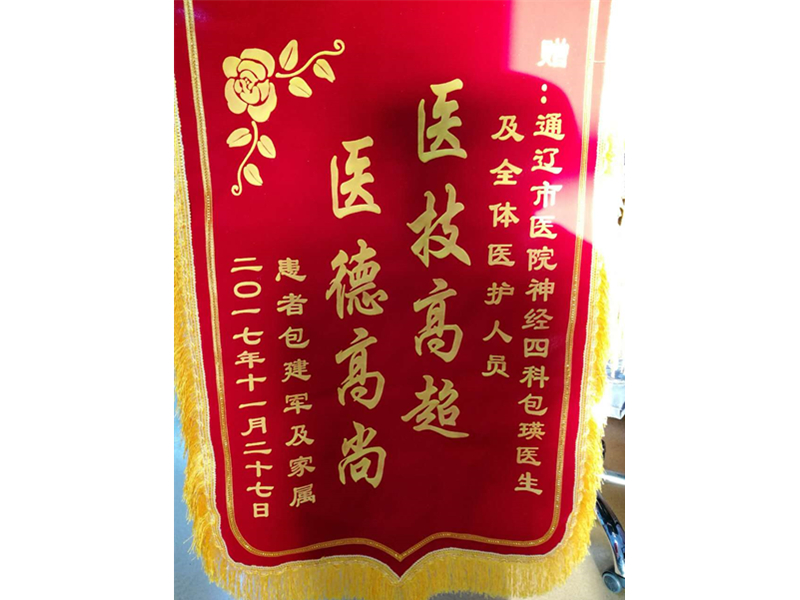 赠：通辽市医院神经四科包瑛医生
及全体医护人员
医技高超
医德高尚
患者包建军及家属
二〇一七年十一月二十七日